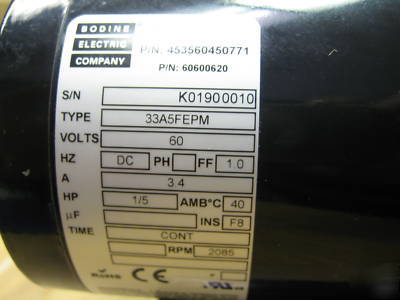 BODINE
ELECTRIC
COMPANY
P/N: 453560450771
P/N: 60600620
S/N K01900010
TYPE 33A5FEPM
VOLTS 60
HZ DC PH FF 1.0
A 3.4
HP 1/5 AMB°C 40
µF INS F8
TIME CONT
RPM 2085
RoHS CE